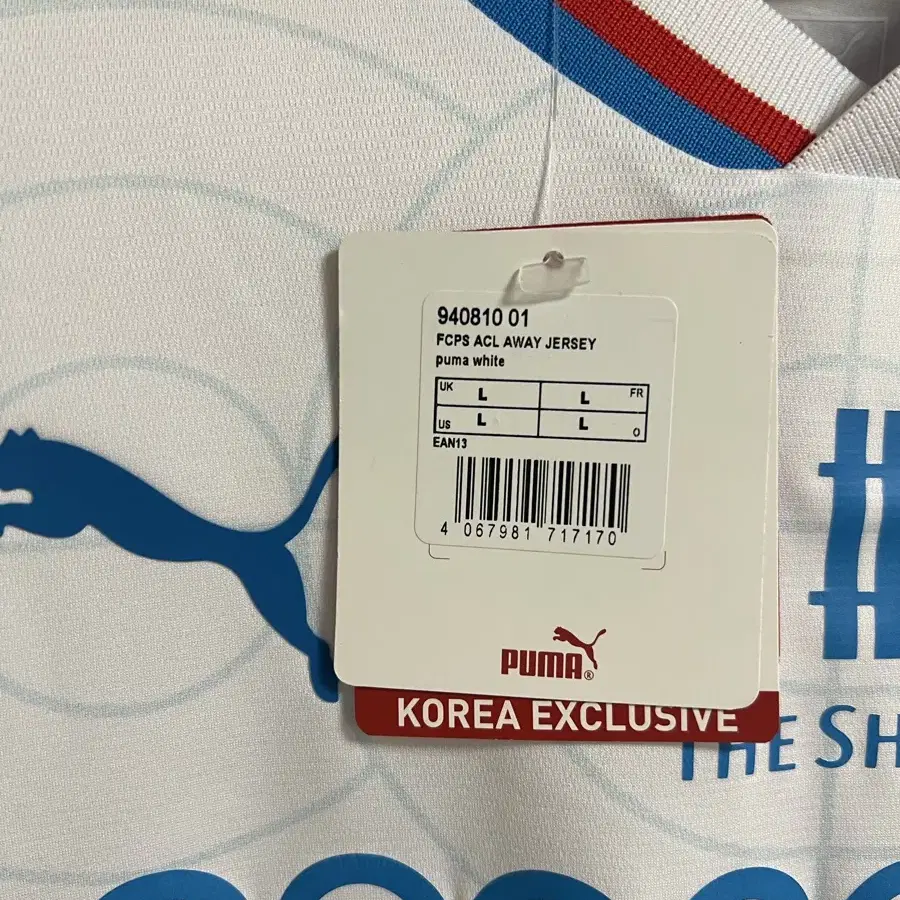 940810 01
FCPS ACL AWAY JERSEY
puma white
UK L L FR
US L L O
EAN13
4 067981 717170
PUMA®
KOREA EXCLUSIVE
THE SH